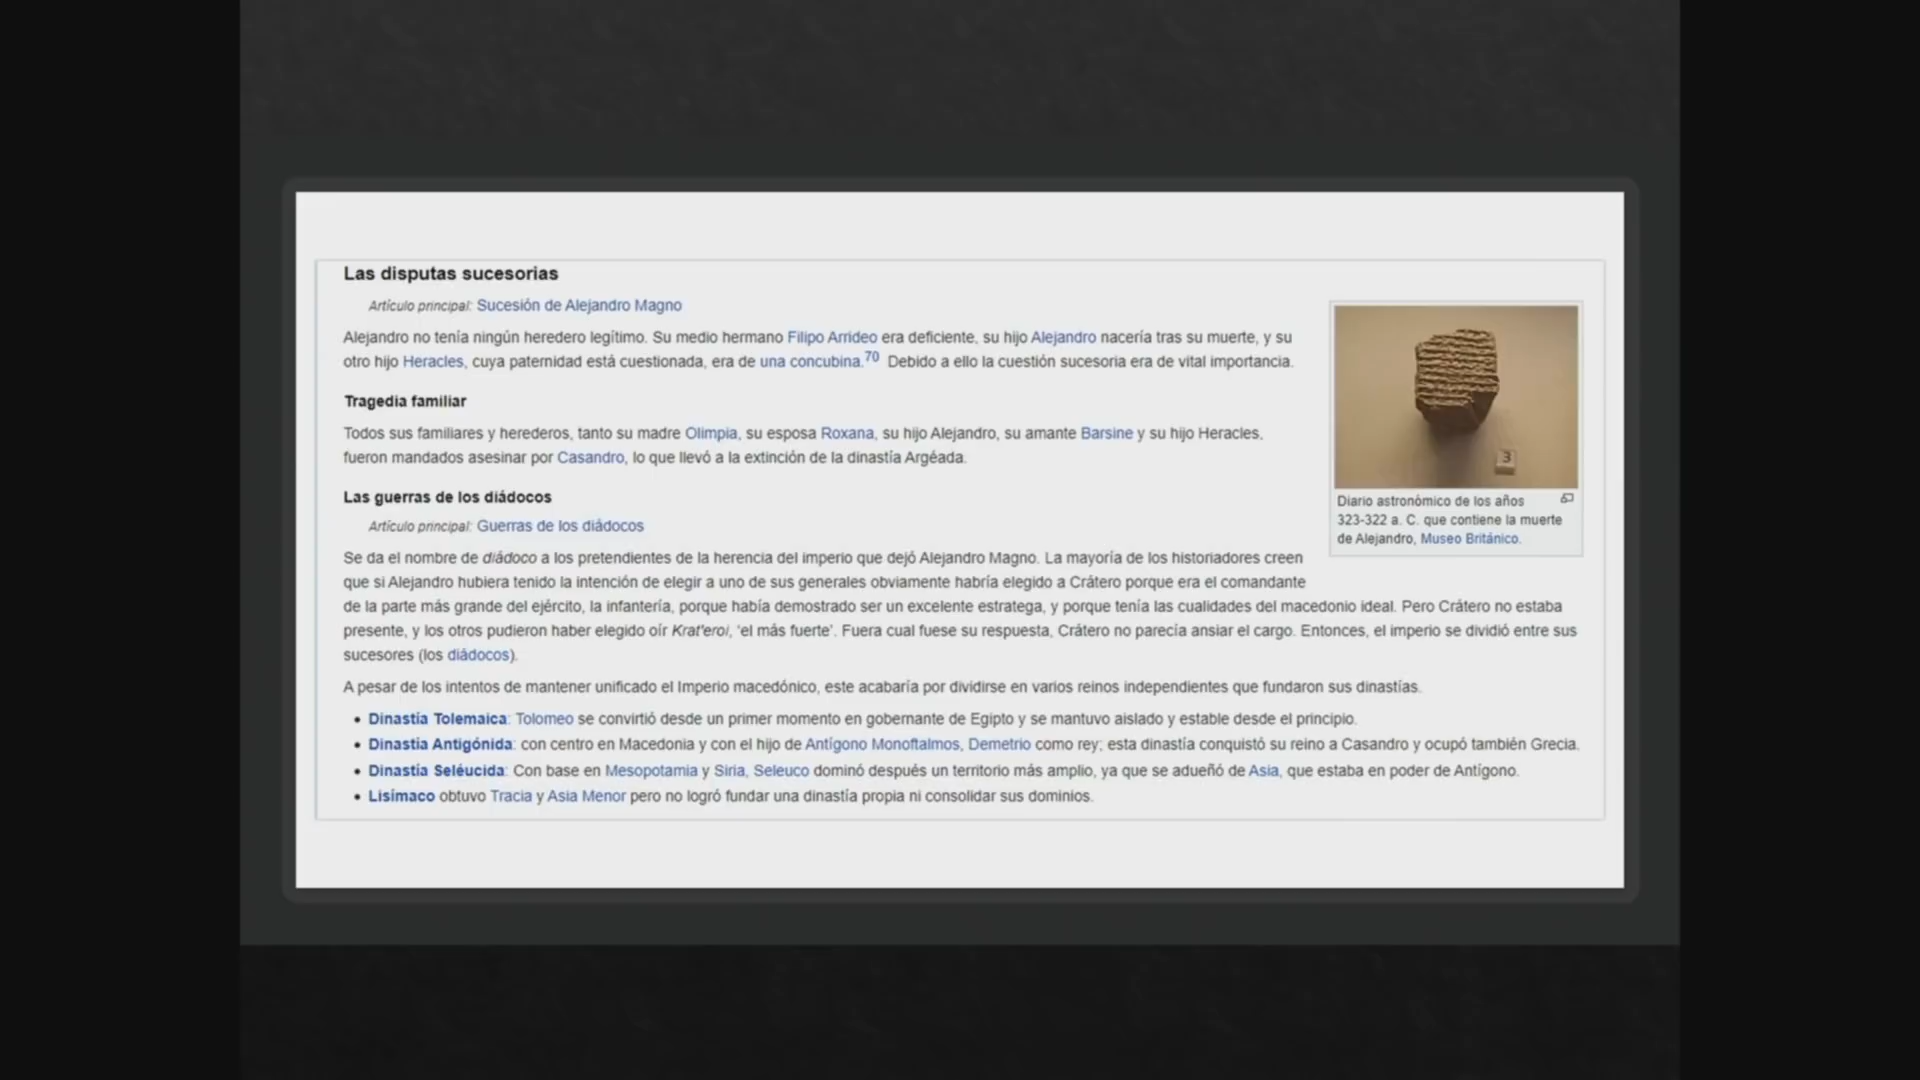 Las disputas sucesorias
Artículo principal: Sucesión de Alejandro Magno
Alejandro no tenía ningún heredero legítimo. Su medio hermano Filipo Arrideo era deficiente, su hijo Alejandro nacería tras su muerte, y su
otro hijo Heracles, cuya paternidad está cuestionada, era de una concubina.70 Debido a ello la cuestión sucesoria era de vital importancia.
Tragedia familiar
Todos sus familiares y herederos, tanto su madre Olimpia, su esposa Roxana, su hijo Alejandro, su amante Barsine y su hijo Heracles,
fueron mandados asesinar por Casandro, lo que llevó a la extinción de la dinastía Argéada.
3
Diario astronómico de los años
323-322 a. C. que contiene la muerte
de Alejandro, Museo Británico.
Las guerras de los diádocos
Artículo principal: Guerras de los diádocos
Se da el nombre de diádoco a los pretendientes de la herencia del imperio que dejó Alejandro Magno. La mayoría de los historiadores creen
que si Alejandro hubiera tenido la intención de elegir a uno de sus generales obviamente habría elegido a Crátero porque era el comandante
de la parte más grande del ejército, la infantería, porque había demostrado ser un excelente estratega, y porque tenía las cualidades del macedonio ideal. Pero Crátero no estaba
presente, y los otros pudieron haber elegido oír Krat'eroi, 'el más fuerte'. Fuera cual fuese su respuesta, Crátero no parecía ansiar el cargo. Entonces, el imperio se dividió entre sus
sucesores (los diádocos).
A pesar de los intentos de mantener unificado el Imperio macedónico, este acabaría por dividirse en varios reinos independientes que fundaron sus dinastías.
• Dinastía Tolemaica: Tolomeo se convirtió desde un primer momento en gobernante de Egipto y se mantuvo aislado y estable desde el principio.
• Dinastía Antigónida: con centro en Macedonia y con el hijo de Antígono Monoftalmos, Demetrio como rey; esta dinastía conquistó su reino a Casandro y ocupó también Grecia.
• Dinastía Seléucida: Con base en Mesopotamia y Siria, Seleuco dominó después un territorio más amplio, ya que se adueñó de Asia, que estaba en poder de Antígono.
• Lisímaco obtuvo Tracia y Asia Menor pero no logró fundar una dinastía propia ni consolidar sus dominios.